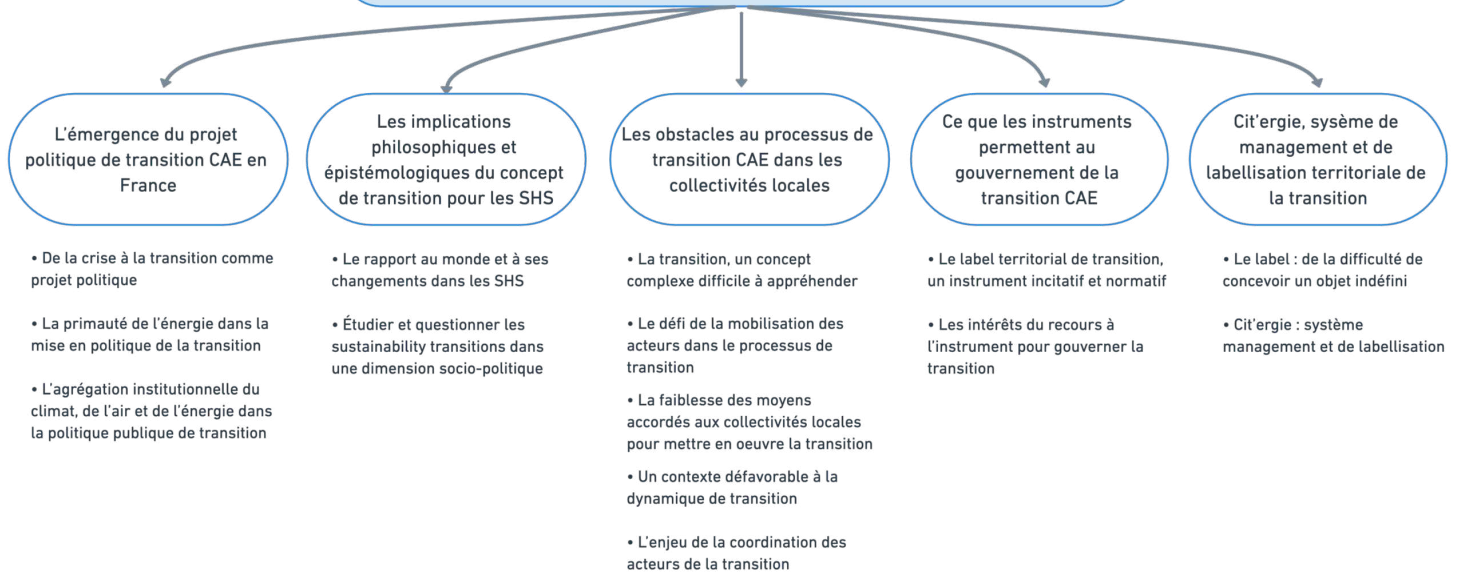 L'émergence du projet
politique de transition CAE en
France
Les implications
philosophiques et
épistémologiques du concept
de transition pour les SHS
Les obstacles au processus de
transition CAE dans les
collectivités locales
Ce que les instruments
permettent au
gouvernement de la
transition CAE
Cit'ergie, sysème de
management et de
labellisation territoriale de
la transition
• De la crise à la transition comme
projet politique
• La primauté de l'énergie dans la
mise en politique de la transition
• L'agrégation institutionnelle du
climat, de l'air et de l'énergie dans
la politique publique de transition
• Le rapport au monde et à ses
changements dans les SHS
• Étudier et questionner les
sustainability transitions dans
une dimension socio-politique
• La transition, un concept
complexe difficile à appréhender
• Le défi de la mobilisation des
acteurs dans le processus de
transition
• La faiblesse des moyens
accordés aux collectivités locales
pour mettre en oeuvre la transition
• Un contexte défavorable à la
dynamique de transition
• L'enjeu de la coordination des
acteurs de la transition
• Le label territorial de transition,
un instrument incitatif et normatif
• Les intérêts du recours à
l'instrument pour gouverner la
transition
• Le label : de la difficulté de
concevoir un objet indéfini
• Cit'ergie : système
management et de labellisation